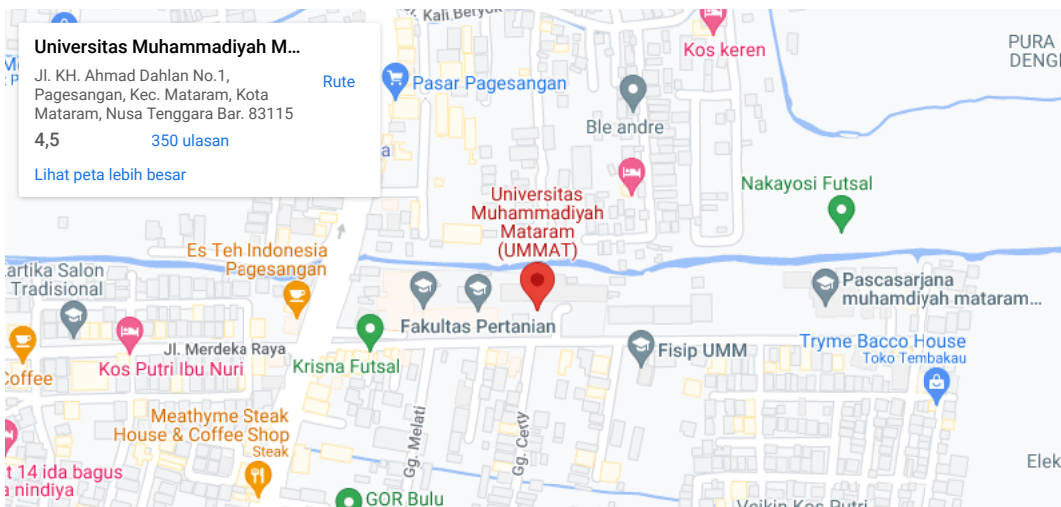 Universitas Muhammadiyah M...
Jl. KH. Ahmad Dahlan No.1,
Pagesangan, Kec. Mataram, Kota
Mataram, Nusa Tenggara Bar. 83115
Rute
4,5
350 ulasan
Lihat peta lebih besar
Kali Beryok
Kos keren
PURA
DENGI
Pasar Pagesangan
Ble andre
Universitas
Muhammadiyah
Mataram
(UMMAT)
Nakayosi Futsal
Es Teh Indonesia
Pagesangan
artika Salon
Tradisional
Pascasarjana
muhamdiyah mataram...
Fakultas Pertanian
Jl. Merdeka Raya
Kos Putri Ibu Nuri
Krisna Futsal
Fisip UMM
Tryme Bacco House
Toko Tembakau
Coffee
Meathyme Steak
House & Coffee Shop
Steak
Gg. Melati
Gg. Cery
t 14 ida bagus
a nindiya
GOR Bulu
Elek
Veikin Kos Putri